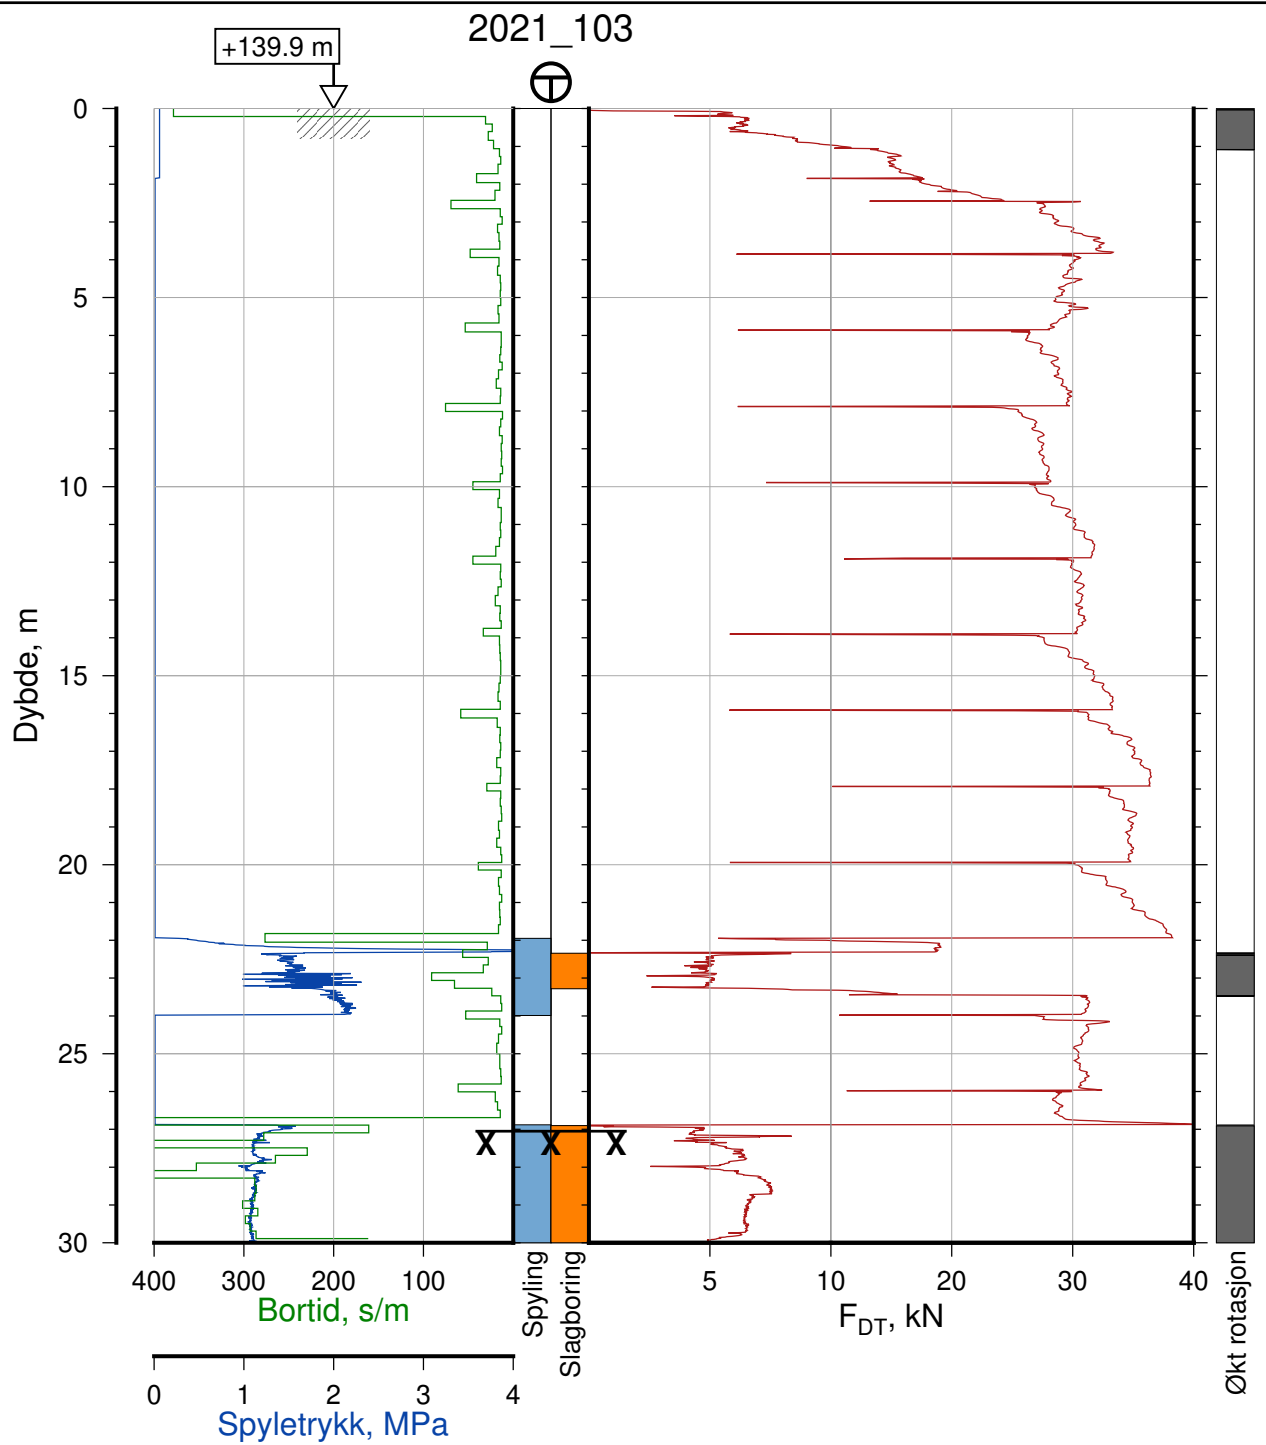 2021_103
+139.9 m
0
5
10
15
20
25
30
Dybde, m
400 300 200 100
Bortid, s/m
0 1 2 3 4
Spyletrykk, MPa
Spyling
Slagboring
X X X
5 10 20 30 40
F_DT, kN
Økt rotasjon